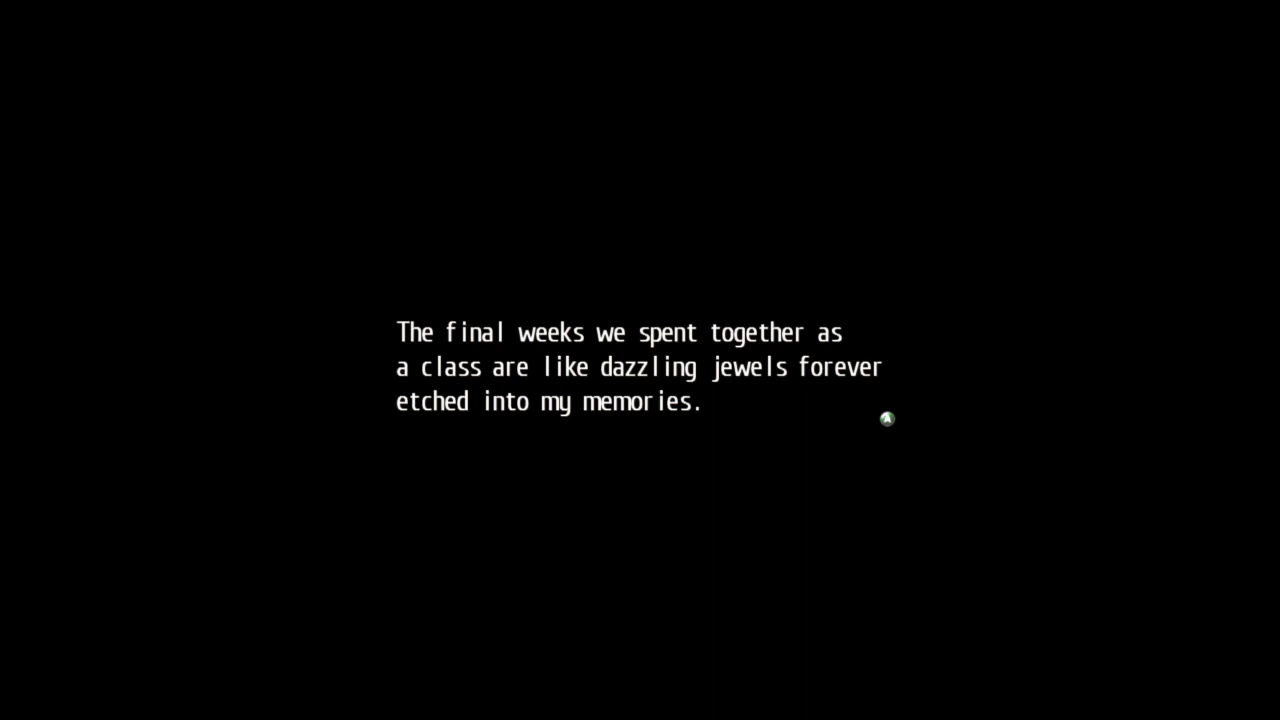 The final weeks we spent together as
a class are like dazzling jewels forever
etched into my memories.
A